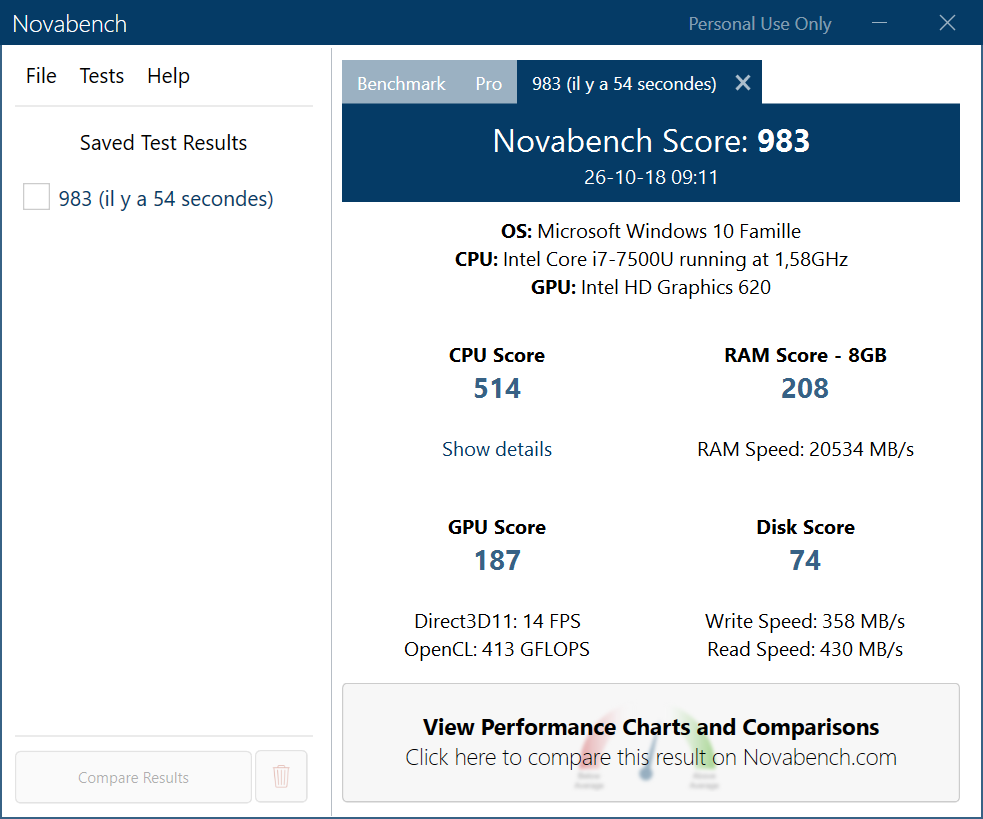 Novabench
Personal Use Only
File Tests Help
Saved Test Results
983 (il y a 54 secondes)
Compare Results
Benchmark Pro 983 (il y a 54 secondes)
Novabench Score: 983
26-10-18 09:11
OS: Microsoft Windows 10 Famille
CPU: Intel Core i7-7500U running at 1,58GHz
GPU: Intel HD Graphics 620
CPU Score
514
Show details
RAM Score - 8GB
208
RAM Speed: 20534 MB/s
GPU Score
187
Direct3D11: 14 FPS
OpenCL: 413 GFLOPS
Disk Score
74
Write Speed: 358 MB/s
Read Speed: 430 MB/s
View Performance Charts and Comparisons
Click here to compare this result on Novabench.com
Below
Average
Above
Average